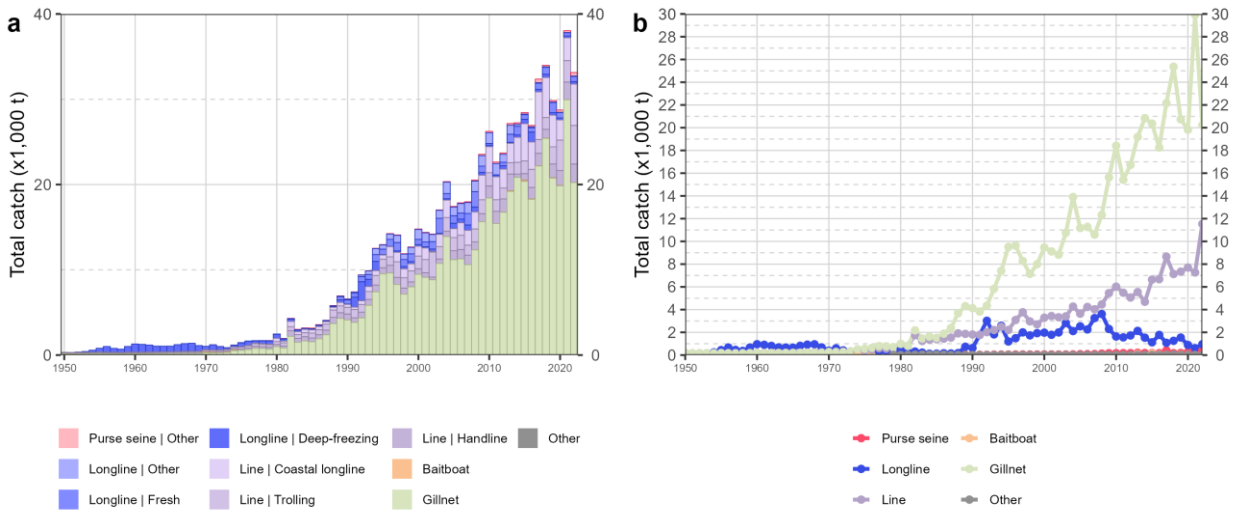 a
Total catch (x1,000 t)
40
20
0
40
20
0
1950 1960 1970 1980 1990 2000 2010 2020
Purse seine | Other
Longline | Deep-freezing
Line | Handline
Other
Longline | Other
Line | Coastal longline
Baitboat
Longline | Fresh
Line | Trolling
Gillnet
b
Total catch (x1,000 t)
30
28
26
24
22
20
18
16
14
12
10
8
6
4
2
0
30
28
26
24
22
20
18
16
14
12
10
8
6
4
2
0
1950 1960 1970 1980 1990 2000 2010 2020
Purse seine
Baitboat
Longline
Gillnet
Line
Other